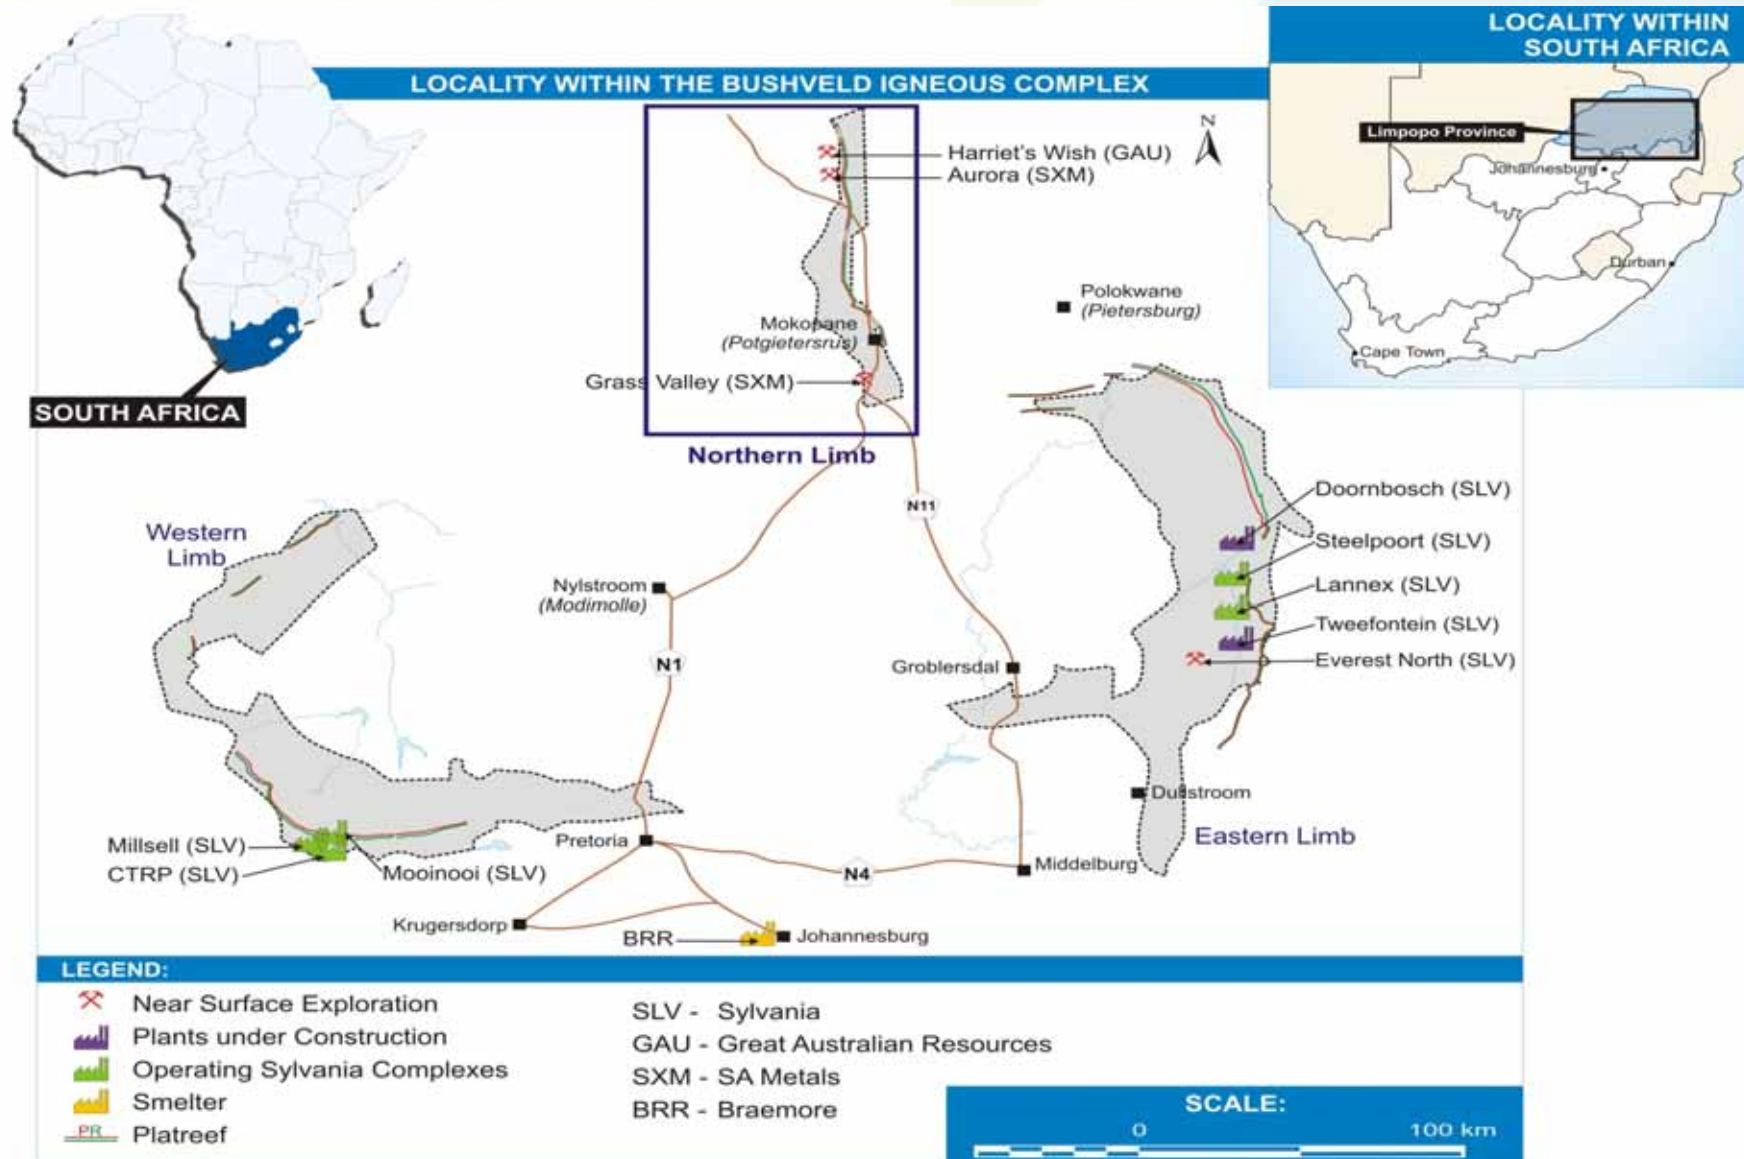 LOCALITY WITHIN
SOUTH AFRICA
LOCALITY WITHIN THE BUSHVELD IGNEOUS COMPLEX
Limpopo Province
Johannesburg
Durban
Cape Town
SOUTH AFRICA
N
Harriet's Wish (GAU)
Aurora (SXM)
Mokopane
(Potgietersrus)
Grass Valley (SXM)
Northern Limb
Polokwane
(Pietersburg)
Western
Limb
N11
Nylstroom
(Modimolle)
N1
Groblersdal
Doornbosch (SLV)
Steelpoort (SLV)
Lannex (SLV)
Tweefontein (SLV)
Everest North (SLV)
Dullstroom
Eastern Limb
Millsell (SLV)
CTRP (SLV)
Mooinooi (SLV)
Pretoria
N4
Middelburg
Krugersdorp
BRR
Johannesburg
LEGEND:
Near Surface Exploration
Plants under Construction
Operating Sylvania Complexes
Smelter
PR
Platreef
SLV - Sylvania
GAU - Great Australian Resources
SXM - SA Metals
BRR - Braemore
SCALE:
0 100 km